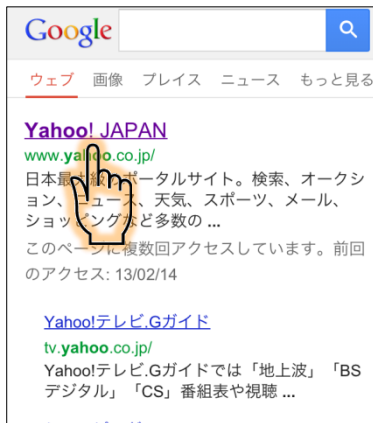 Google
ウェブ 画像 プレイス ニュース もっと見る
Yahoo! JAPAN
www.yahoo.co.jp/
日本最大級のポータルサイト。検索、オークシ
ョン、ニュース、天気、スポーツ、メール、
ショッピングなど多数の ...
このページに複数回アクセスしています。前回
のアクセス: 13/02/14
Yahoo!テレビ.Gガイド
tv.yahoo.co.jp/
Yahoo!テレビ.Gガイドでは「地上波」「BS
デジタル」「CS」番組表や視聴 ...